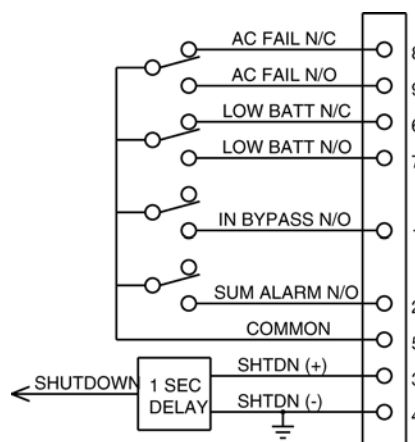 AC FAIL N/C 8
AC FAIL N/O 9
LOW BATT N/C 6
LOW BATT N/O 7
IN BYPASS N/O 1
SUM ALARM N/O 2
COMMON 5
SHTDN (+) 3
SHUTDOWN 1 SEC
DELAY
SHTDN (-) 4